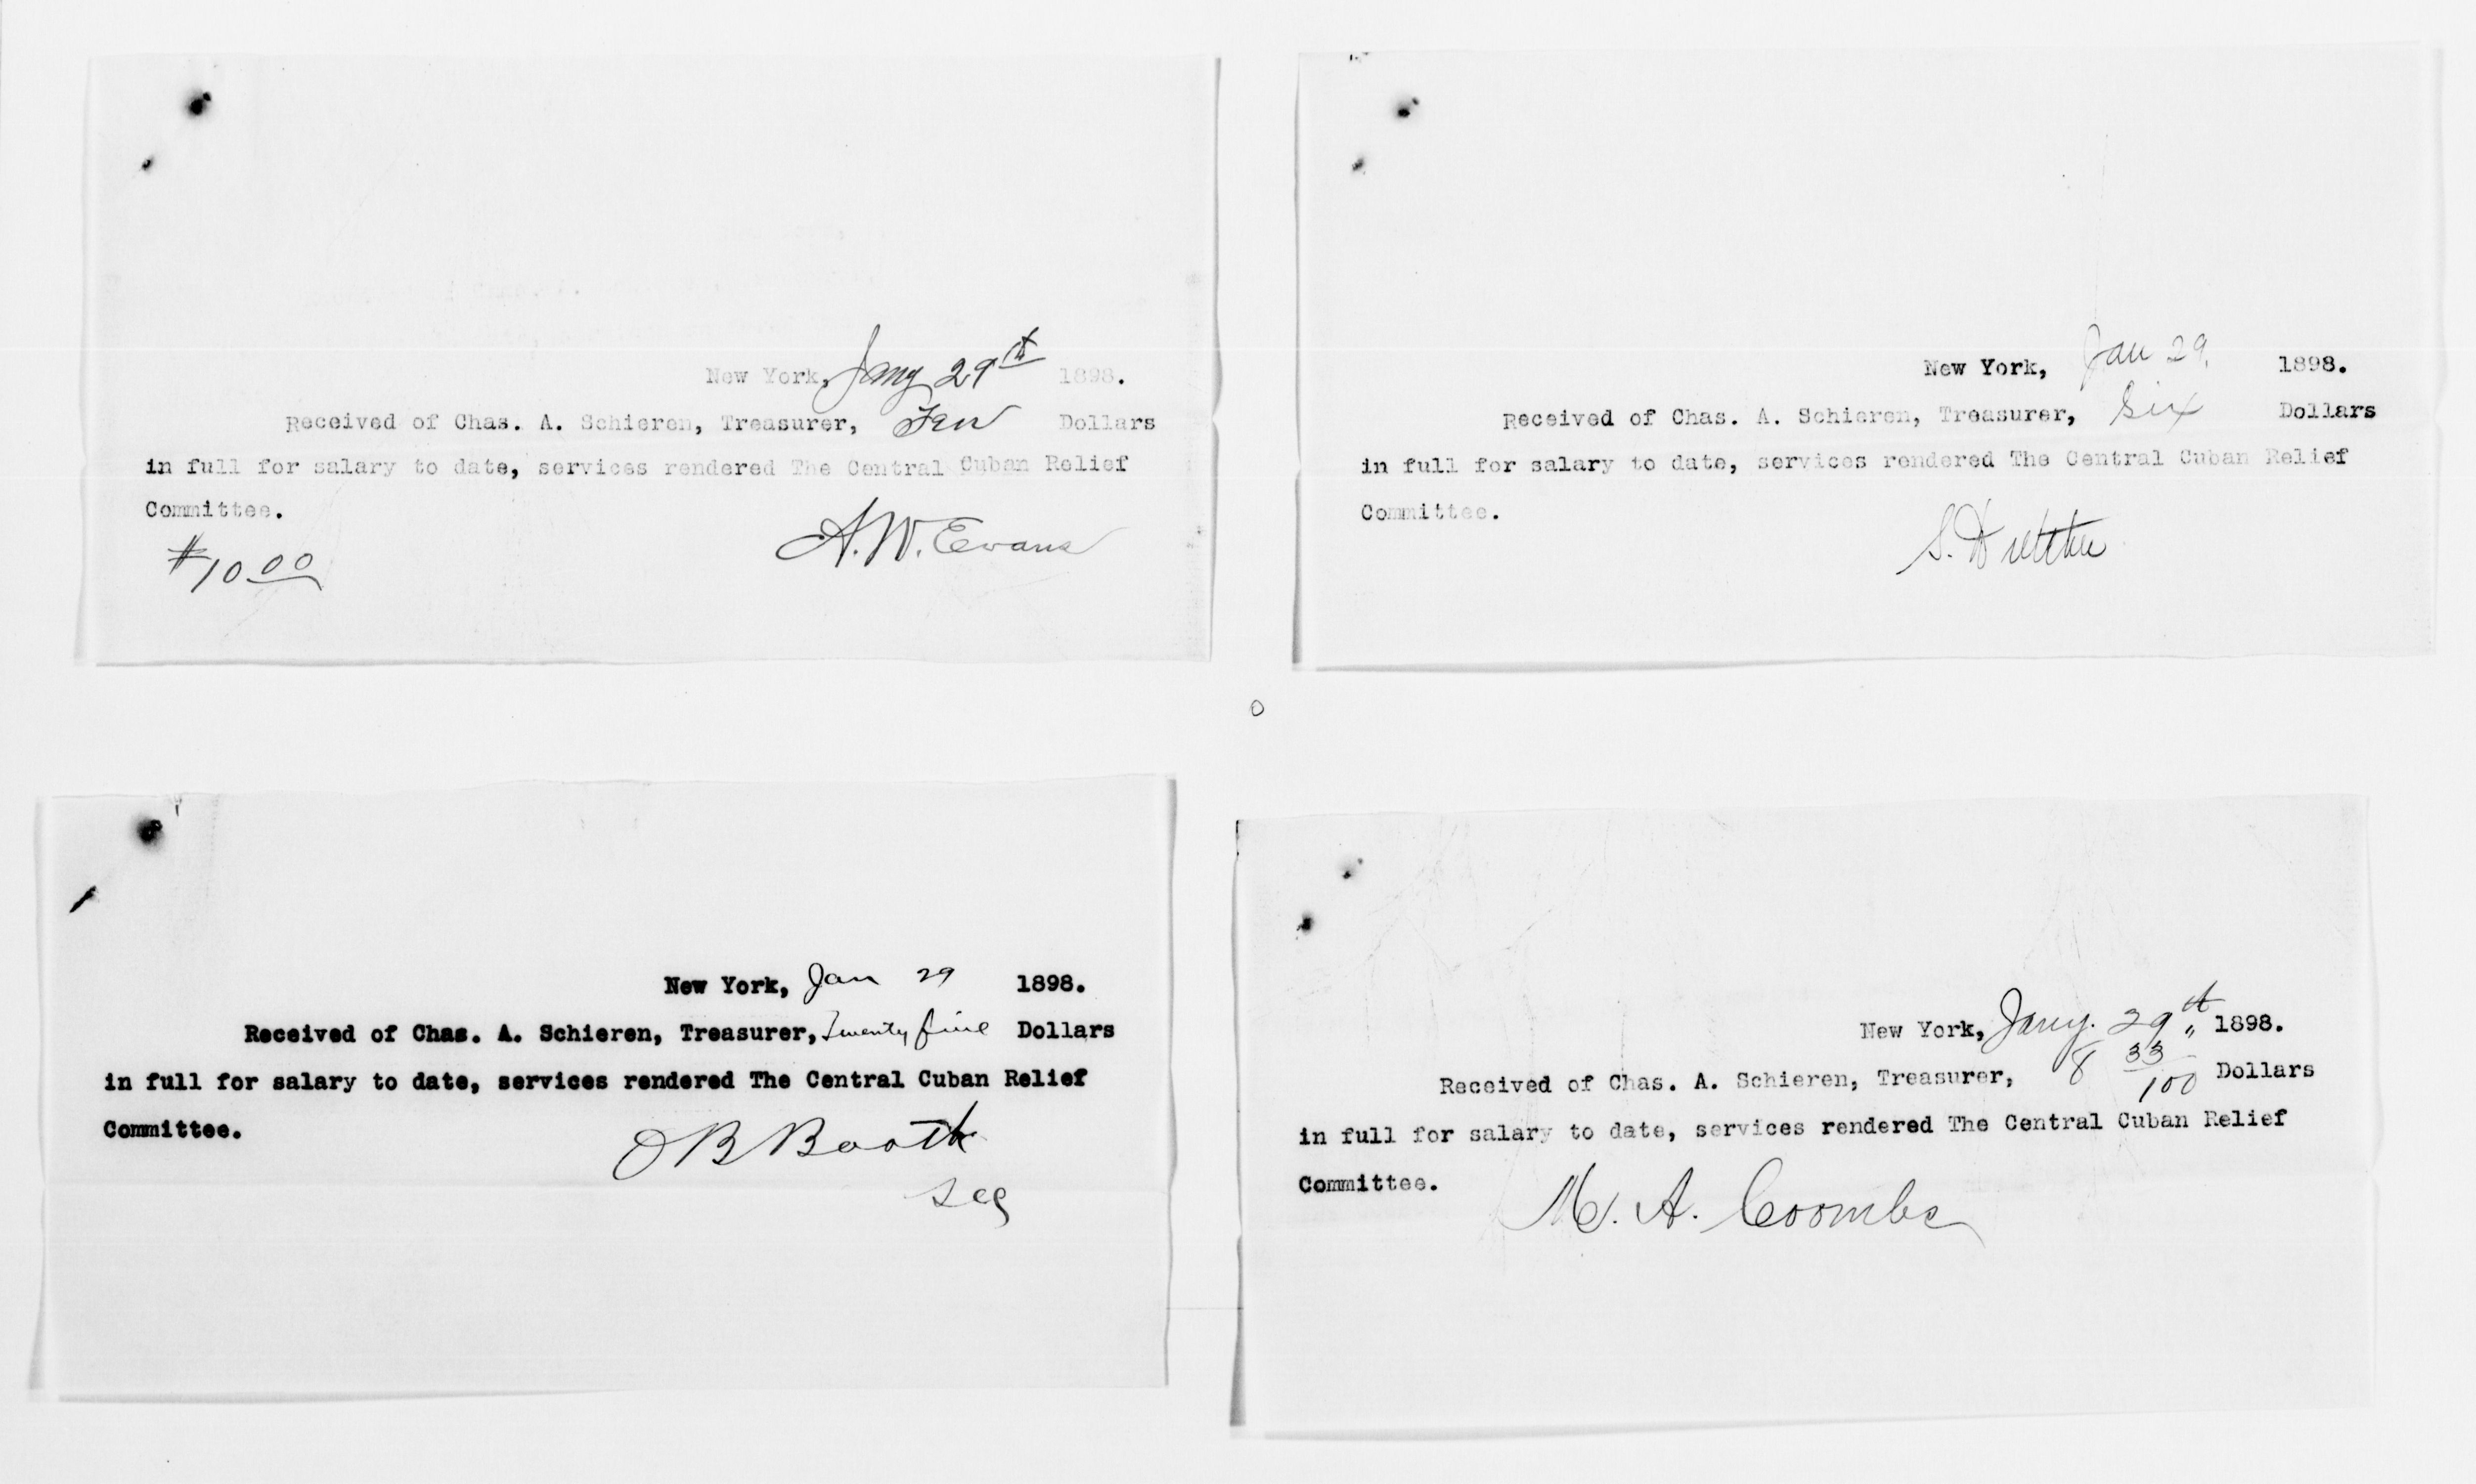 New York, Jany 29th 1898.
Received of Chas. A. Schieren, Treasurer, Ten Dollars
in full for salary to date, services rendered The Central Cuban Relief
Committee.
A. W. Evans
$10 00
New York, Jan 29, 1898.
Received of Chas. A. Schieren, Treasurer, Six Dollars
in full for salary to date, services rendered The Central Cuban Relief
Committee.
S.
New York, Jan 29 1898.
Received of Chas. A. Schieren, Treasurer, Twenty five Dollars
in full for salary to date, services rendered The Central Cuban Relief
Committee.
B Booth
New York, Jany. 29th 1898.
Received of Chas. A. Schieren, Treasurer, 8 33/100 Dollars
in full for salary to date, services rendered The Central Cuban Relief
Committee.
M. A. Coombs